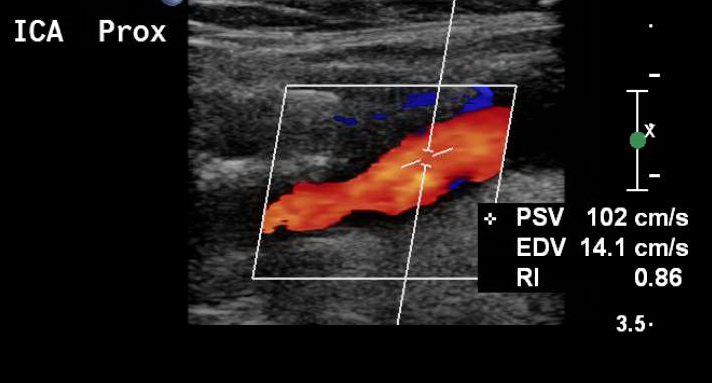 ICA Prox
x
PSV 102 cm/s
EDV 14.1 cm/s
RI 0.86
3.5